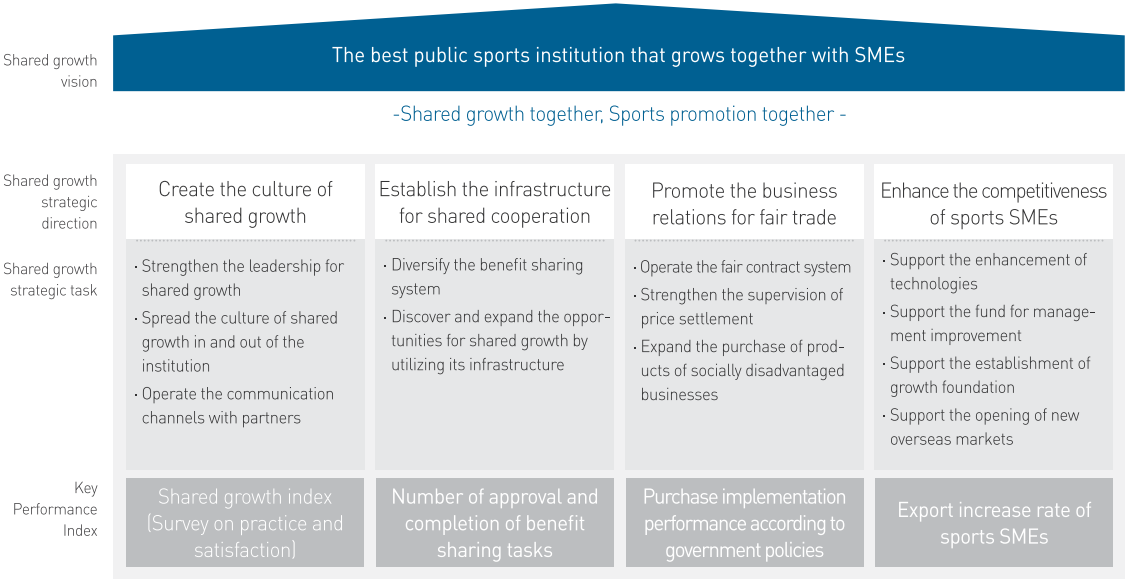 Shared growth
vision
The best public sports institution that grows together with SMEs
-Shared growth together, Sports promotion together -
Shared growth
strategic
direction
Create the culture of
shared growth
Establish the infrastructure
for shared cooperation
Promote the business
relations for fair trade
Enhance the competitiveness
of sports SMEs
Shared growth
strategic task
· Strengthen the leadership for
shared growth
· Spread the culture of shared
growth in and out of the
institution
· Operate the communication
channels with partners
· Diversify the benefit sharing
system
· Discover and expand the oppor-
tunities for shared growth by
utilizing its infrastructure
· Operate the fair contract system
· Strengthen the supervision of
price settlement
· Expand the purchase of prod-
ucts of socially disadvantaged
businesses
· Support the enhancement of
technologies
· Support the fund for manage-
ment improvement
· Support the establishment of
growth foundation
· Support the opening of new
overseas markets
Key
Performance
Index
Shared growth index
(Survey on practice and
satisfaction)
Number of approval and
completion of benefit
sharing tasks
Purchase implementation
performance according to
government policies
Export increase rate of
sports SMEs